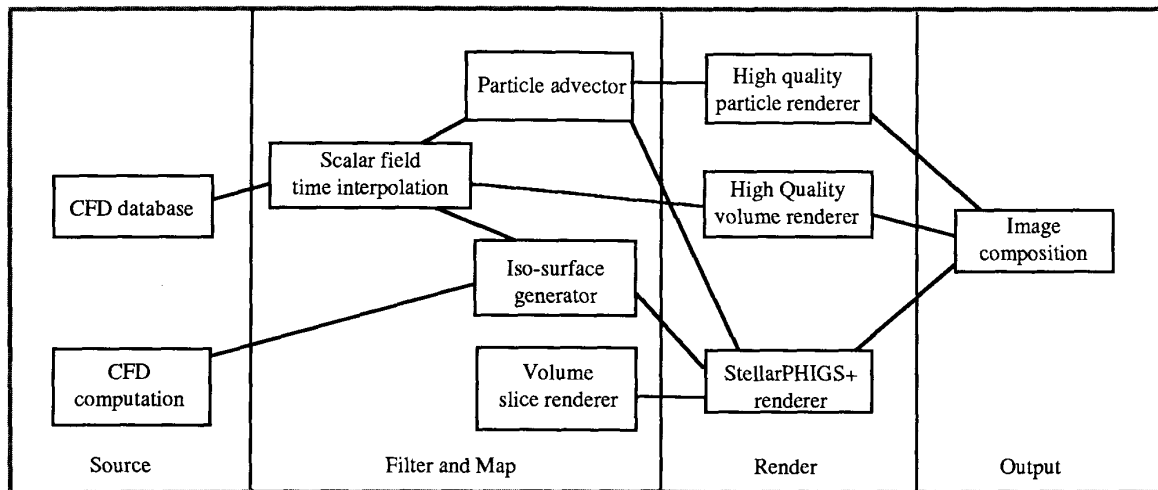 CFD database
CFD
computation
Source
Particle advector
Scalar field
time interpolation
Iso-surface
generator
Volume
slice renderer
Filter and Map
High quality
particle renderer
High Quality
volume renderer
StellarPHIGS+
renderer
Render
Image
composition
Output